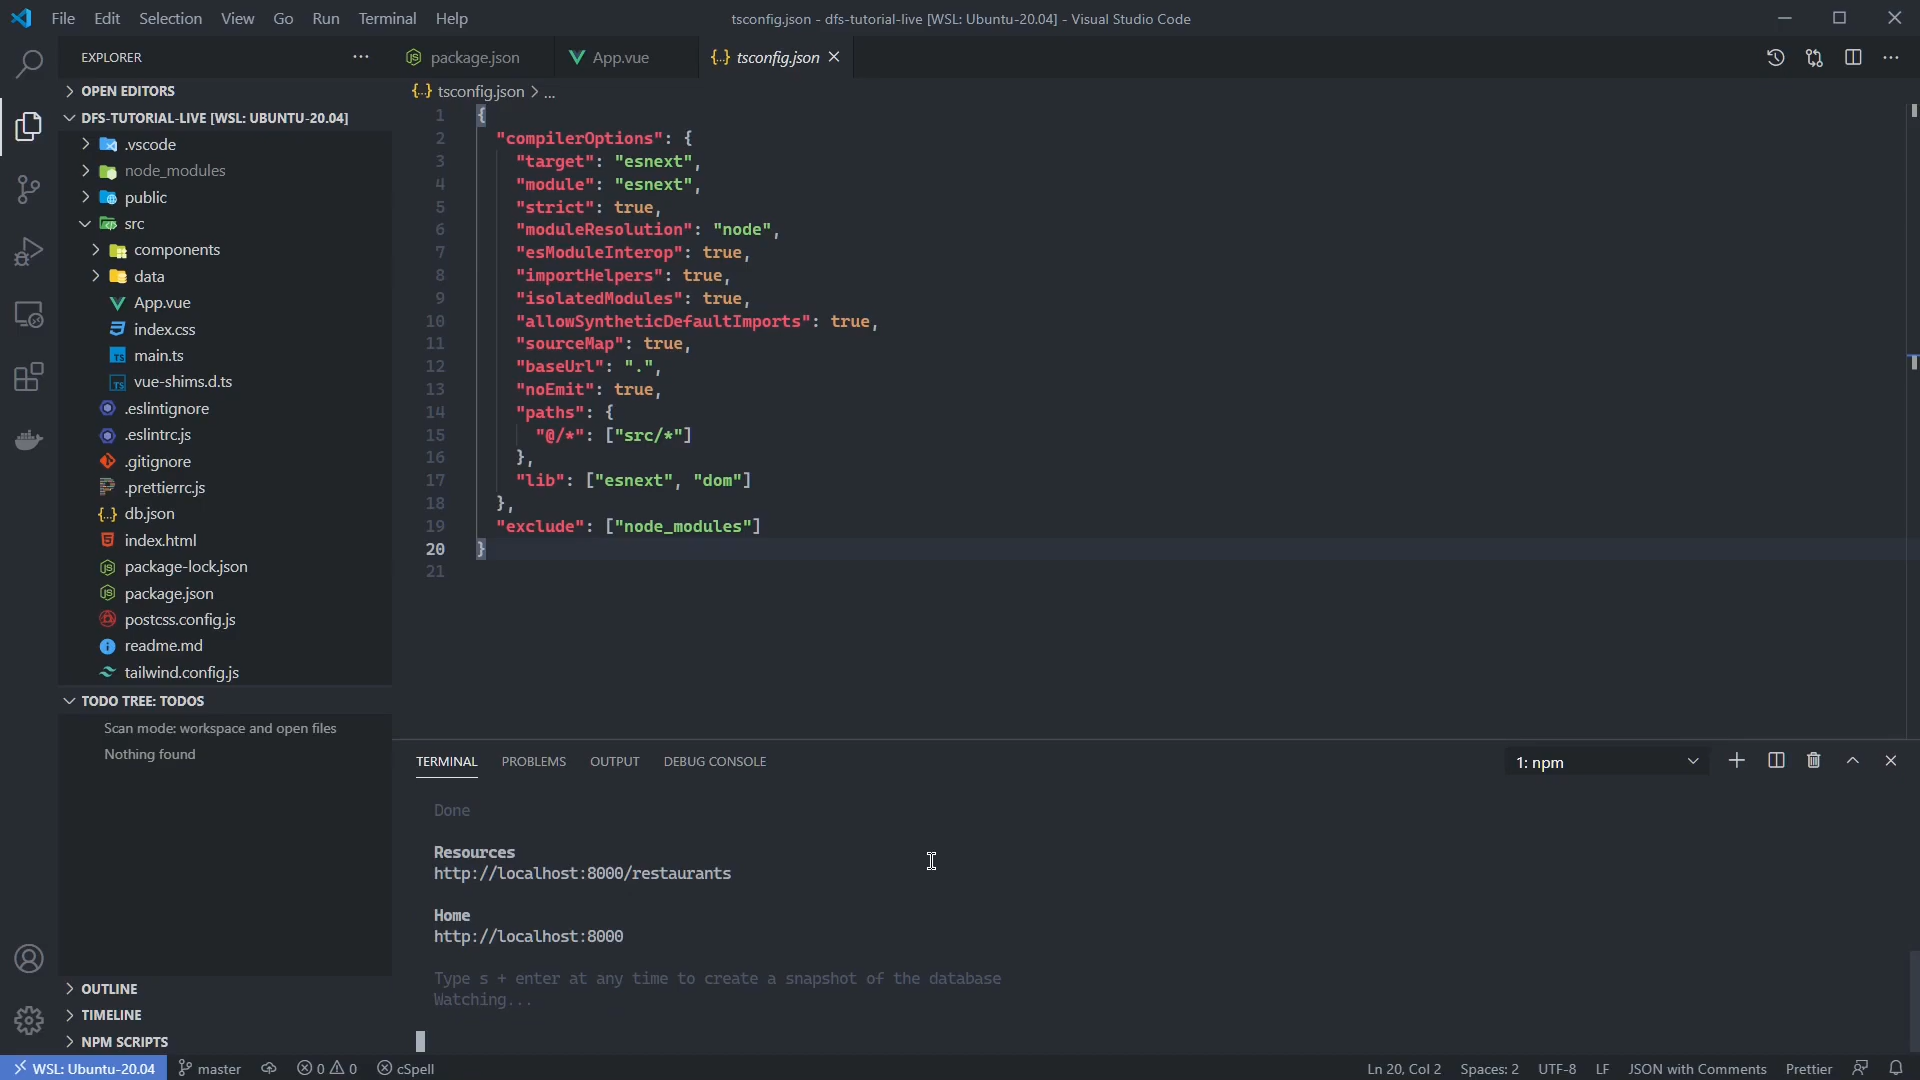 File Edit Selection View Go Run Terminal Help
tsconfig.json - dfs-tutorial-live [WSL: Ubuntu-20.04] - Visual Studio Code
EXPLORER
OPEN EDITORS
DFS-TUTORIAL-LIVE [WSL: UBUNTU-20.04]
.vscode
node_modules
public
src
components
data
App.vue
index.css
main.ts
vue-shims.d.ts
.eslintignore
.eslintrc.js
.gitignore
.prettierrc.js
db.json
index.html
package-lock.json
package.json
postcss.config.js
readme.md
tailwind.config.js
TODO TREE: TODOS
Scan mode: workspace and open files
Nothing found
OUTLINE
TIMELINE
NPM SCRIPTS
package.json App.vue {..} tsconfig.json
{..} tsconfig.json > ...
1 {
2 "compilerOptions": {
3 "target": "esnext",
4 "module": "esnext",
5 "strict": true,
6 "moduleResolution": "node",
7 "esModuleInterop": true,
8 "importHelpers": true,
9 "isolatedModules": true,
10 "allowSyntheticDefaultImports": true,
11 "sourceMap": true,
12 "baseUrl": ".",
13 "noEmit": true,
14 "paths": {
15 "@/*": ["src/*"]
16 },
17 "lib": ["esnext", "dom"]
18 },
19 "exclude": ["node_modules"]
20 }
21
TERMINAL PROBLEMS OUTPUT DEBUG CONSOLE
1: npm
Done
Resources
http://localhost:8000/restaurants
Home
http://localhost:8000
Type s + enter at any time to create a snapshot of the database
Watching...
WSL: Ubuntu-20.04 master 0 0 cSpell
Ln 20, Col 2 Spaces: 2 UTF-8 LF JSON with Comments Prettier